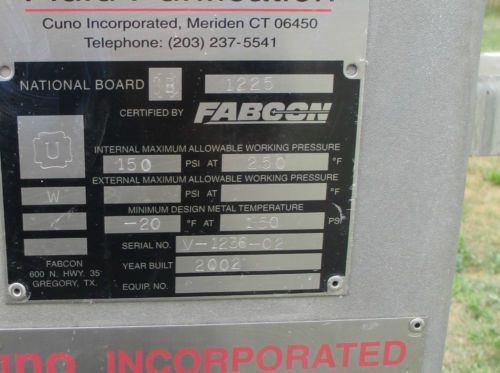 Cuno Incorporated, Meriden CT 06450
Telephone: (203) 237-5541
NATIONAL BOARD 1225
CERTIFIED BY FABCON
U
INTERNAL MAXIMUM ALLOWABLE WORKING PRESSURE
150 PSI AT 250 °F
EXTERNAL MAXIMUM ALLOWABLE WORKING PRESSURE
W PSI AT °F
MINIMUM DESIGN METAL TEMPERATURE
-20 °F AT 150 PSI
SERIAL NO. V-1236-02
YEAR BUILT 2002
EQUIP. NO.
FABCON
600 N. HWY. 35
GREGORY, TX.
Cuno INCORPORATED